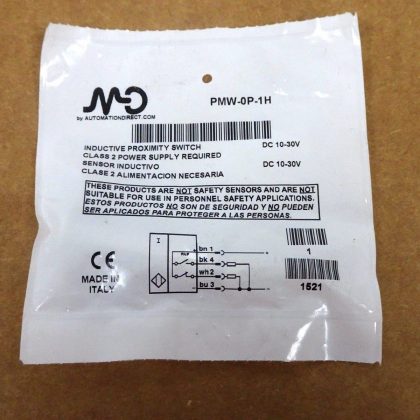 MD
by AUTOMATIONDIRECT.COM
PMW-0P-1H
INDUCTIVE PROXIMITY SWITCH DC 10-30V
CLASS 2 POWER SUPPLY REQUIRED
SENSOR INDUCTIVO DC 10-30V
CLASE 2 ALIMENTACION NECESARIA
THESE PRODUCTS ARE NOT SAFETY SENSORS AND ARE NOT
SUITABLE FOR USE IN PERSONNEL SAFETY APPLICATIONS.
ESTOS PRODUCTOS NO SON DE SEGURIDAD Y NO PUEDEN
SER APLICADOS PARA PROTEGER A LAS PERSONAS.
CE
MADE IN
ITALY
I
PNP
bn 1
+
bk 4
wh 2
bu 3
-
1
1521